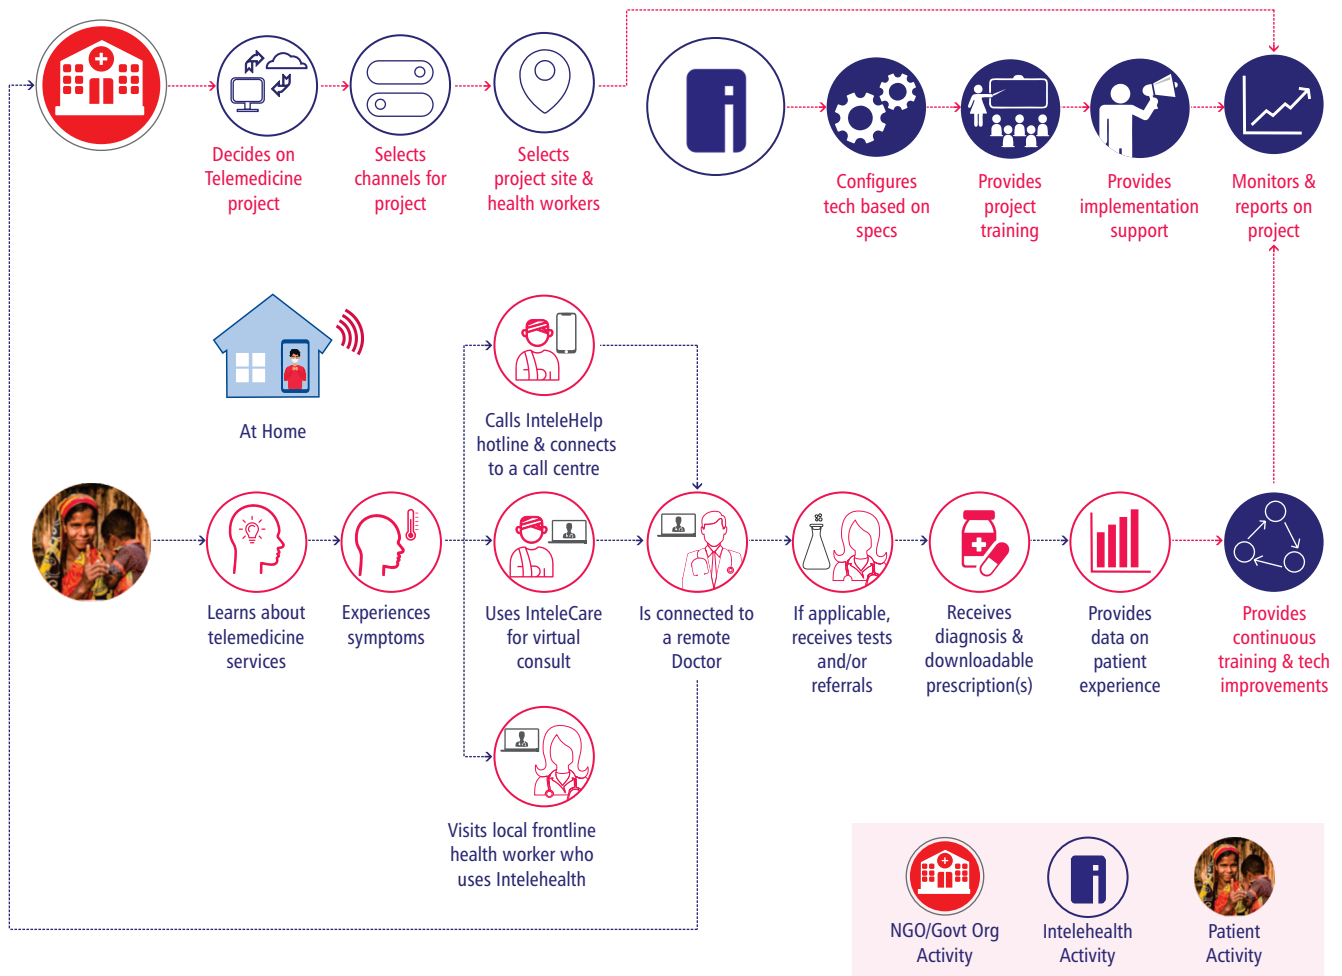 Decides on
Telemedicine
project
Selects
channels for
project
Selects
project site &
health workers
Configures
tech based on
specs
Provides
project
training
Provides
implementation
support
Monitors &
reports on
project
At Home
Calls InteleHelp
hotline & connects
to a call centre
Learns about
telemedicine
services
Experiences
symptoms
Uses InteleCare
for virtual
consult
Is connected to
a remote
Doctor
If applicable,
receives tests
and/or
referrals
Receives
diagnosis &
downloadable
prescription(s)
Provides
data on
patient
experience
Provides
continuous
training & tech
improvements
Visits local frontline
health worker who
uses Intelehealth
NGO/Govt Org
Activity
Intelehealth
Activity
Patient
Activity